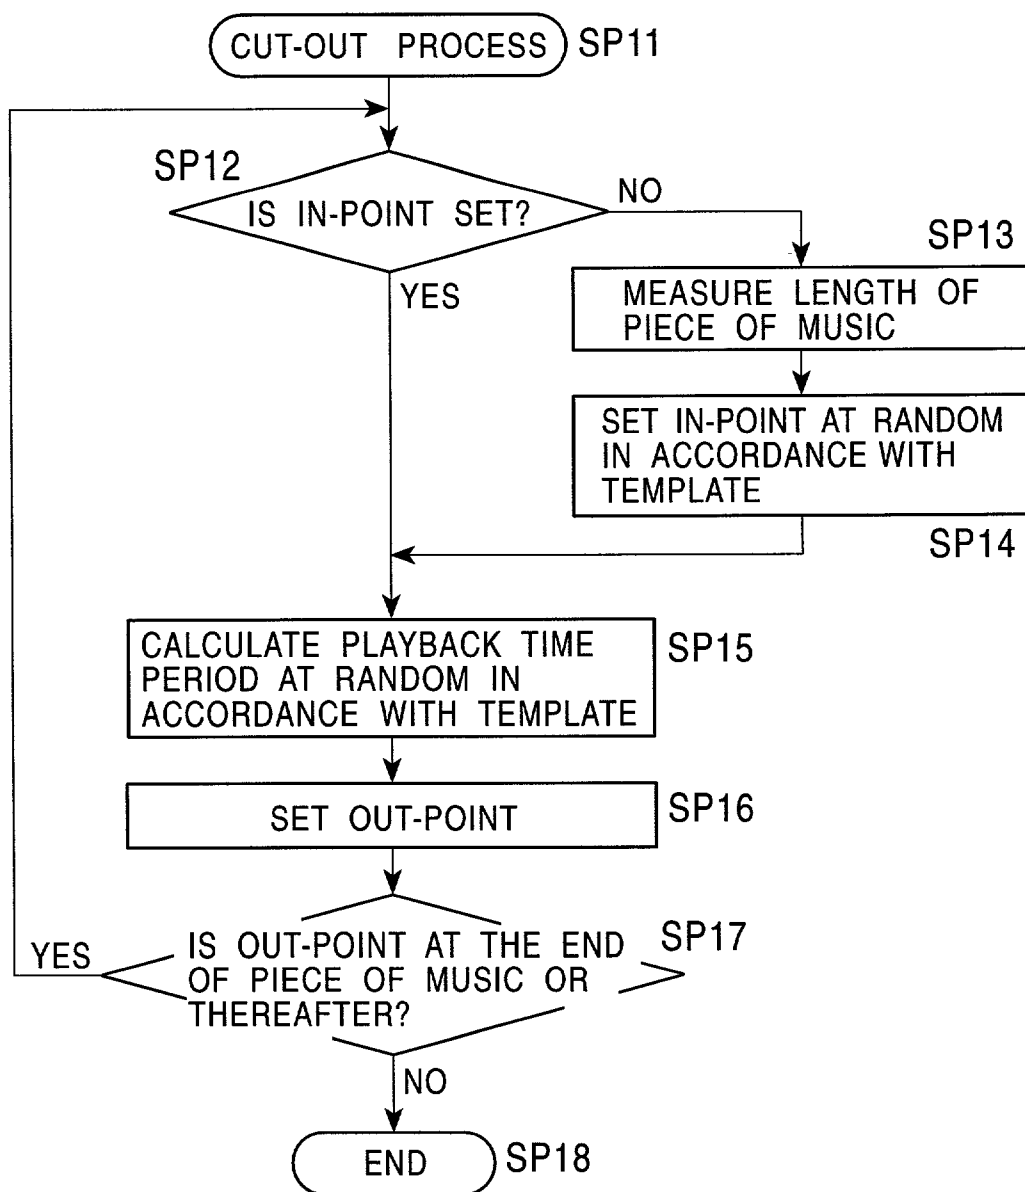 CUT-OUT PROCESS SP11
SP12
IS IN-POINT SET?
NO
YES
SP13
MEASURE LENGTH OF
PIECE OF MUSIC
SET IN-POINT AT RANDOM
IN ACCORDANCE WITH
TEMPLATE
SP14
CALCULATE PLAYBACK TIME
PERIOD AT RANDOM IN
ACCORDANCE WITH TEMPLATE
SP15
SET OUT-POINT
SP16
IS OUT-POINT AT THE END
OF PIECE OF MUSIC OR
THEREAFTER?
SP17
YES
NO
END
SP18